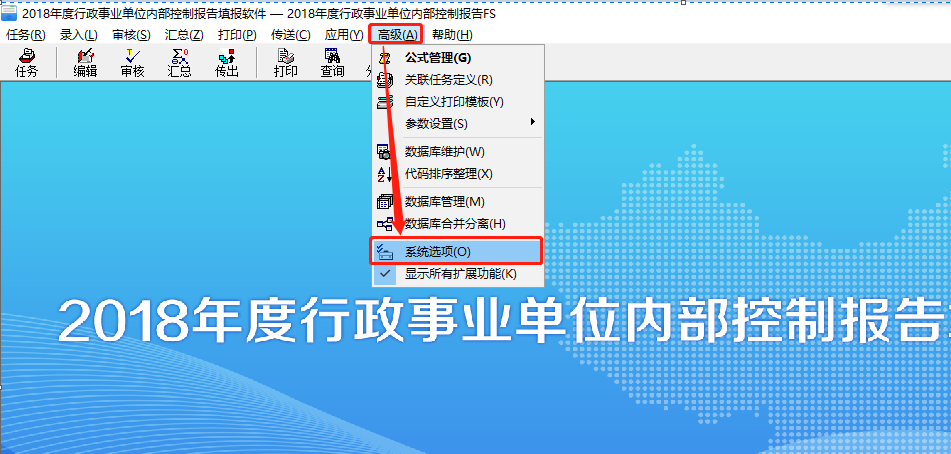 2018年度行政事业单位内部控制报告填报软件 — 2018年度行政事业单位内部控制报告FS
任务(R) 录入(L) 审核(S) 汇总(Z) 打印(P) 传送(C) 应用(Y) 高级(A) 帮助(H)
任务 编辑 审核 汇总 传出 打印 查询
公式管理(G)
关联任务定义(R)
自定义打印模板(Y)
参数设置(S)
数据库维护(W)
代码排序整理(X)
数据库管理(M)
数据库合并分离(H)
系统选项(O)
显示所有扩展功能(K)
2018年度行政事业单位内部控制报告